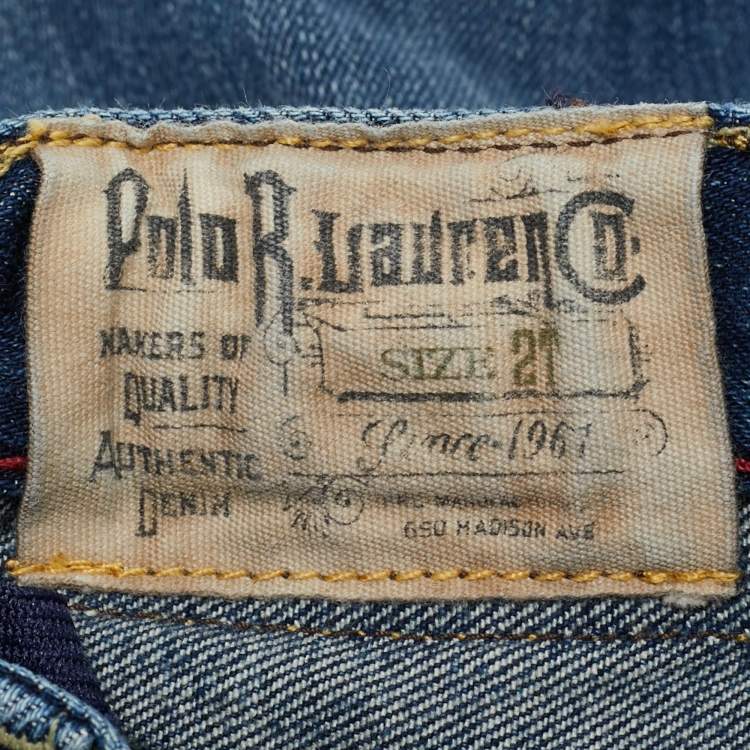 Polo R. Lauren Co.
MAKERS OF
QUALITY
AUTHENTIC
DENIM
SIZE 27
Since 1967
650 MADISON AVE